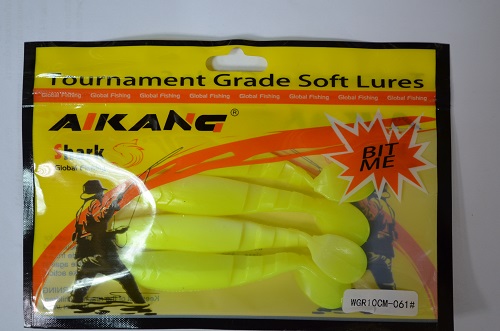 Tournament Grade Soft Lures
Global Fishing Global Fishing Global Fishing Global Fishing Global Fishing Global Fishing Global Fishing
AIKANG®
Shark
Global
BIT
ME
WGR10CM-061#